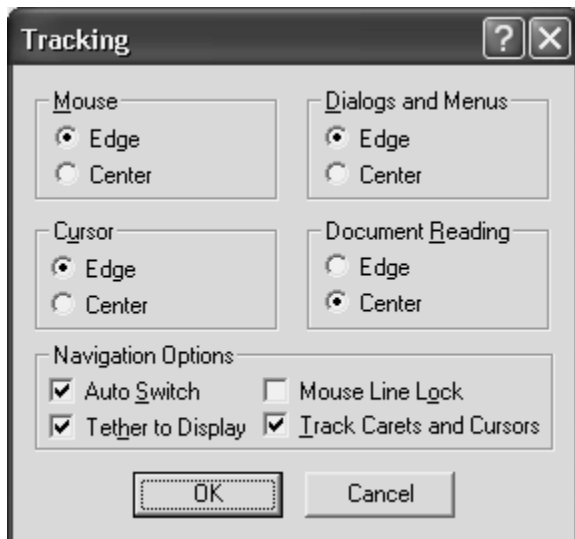 Tracking
Mouse
Edge
Center
Dialogs and Menus
Edge
Center
Cursor
Edge
Center
Document Reading
Edge
Center
Navigation Options
Auto Switch
Mouse Line Lock
Tether to Display
Track Carets and Cursors
OK
Cancel